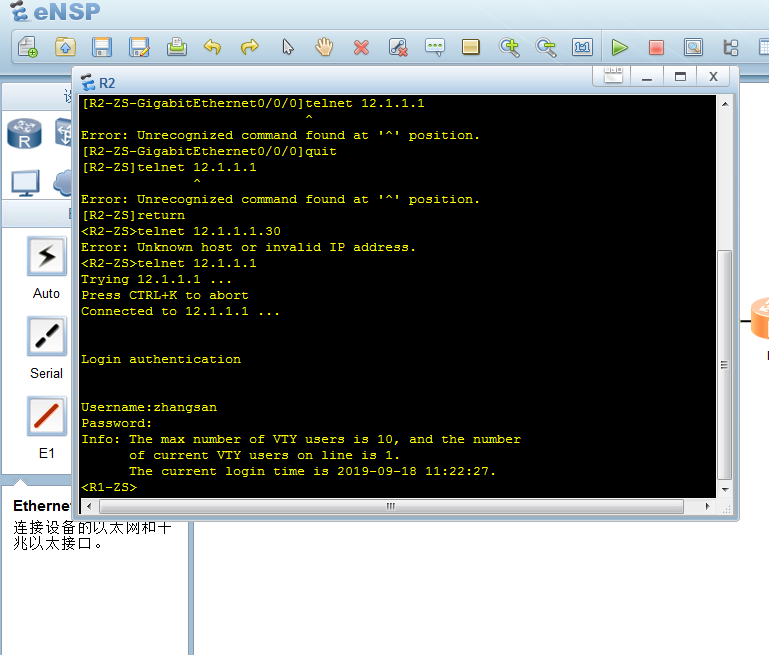 eNSP
R2
[R2-ZS-GigabitEthernet0/0/0]telnet 12.1.1.1
^
Error: Unrecognized command found at '^' position.
[R2-ZS-GigabitEthernet0/0/0]quit
[R2-ZS]telnet 12.1.1.1
^
Error: Unrecognized command found at '^' position.
[R2-ZS]return
<R2-ZS>telnet 12.1.1.1.30
Error: Unknown host or invalid IP address.
<R2-ZS>telnet 12.1.1.1
Trying 12.1.1.1 ...
Press CTRL+K to abort
Connected to 12.1.1.1 ...
Login authentication
Username:zhangsan
Password:
Info: The max number of VTY users is 10, and the number
of current VTY users on line is 1.
The current login time is 2019-09-18 11:22:27.
<R1-ZS>
R
Auto
Serial
E1
Ethernet
连接设备的以太网和千
兆以太接口。